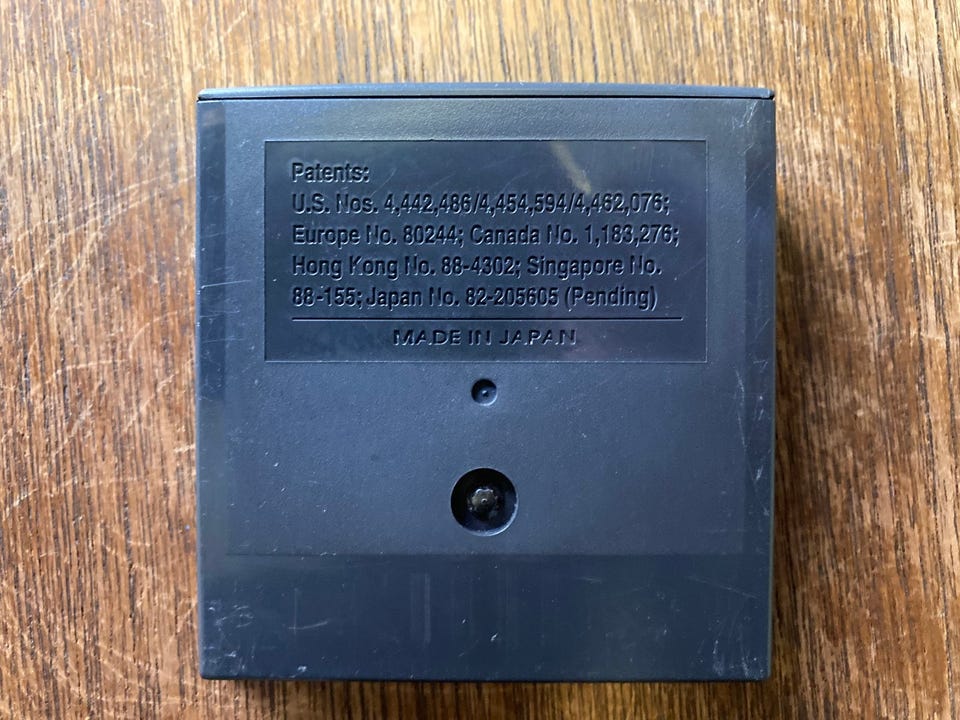 Patents:
U.S. Nos. 4,442,486/4,454,594/4,462,076;
Europe No. 80244; Canada No. 1,183,276;
Hong Kong No. 88-4302; Singapore No.
88-155; Japan No. 82-205605 (Pending)
MADE IN JAPAN